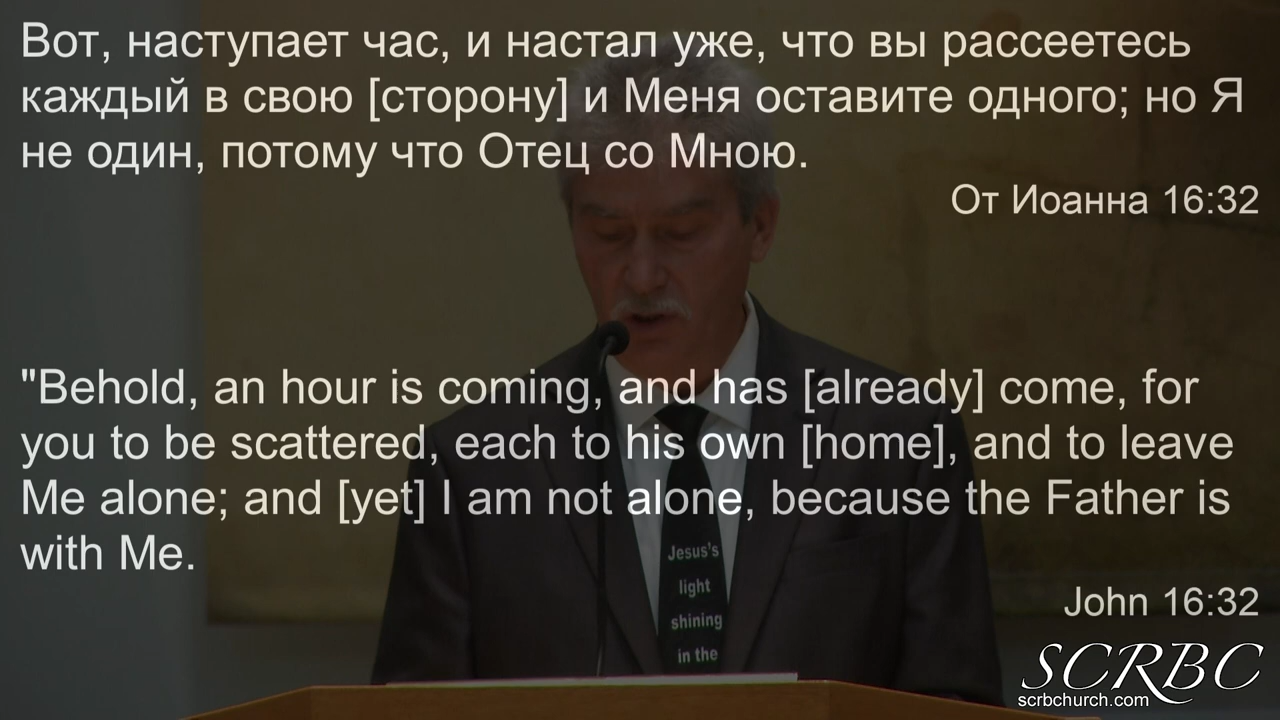 Вот, наступает час, и настал уже, что вы рассеетесь
каждый в свою [сторону] и Меня оставите одного; но Я
не один, потому что Отец со Мною.
От Иоанна 16:32
"Behold, an hour is coming, and has [already] come, for
you to be scattered, each to his own [home], and to leave
Me alone; and [yet] I am not alone, because the Father is
with Me.
John 16:32
Jesus's
light
shining
in the
SCRBC
scrbchurch.com